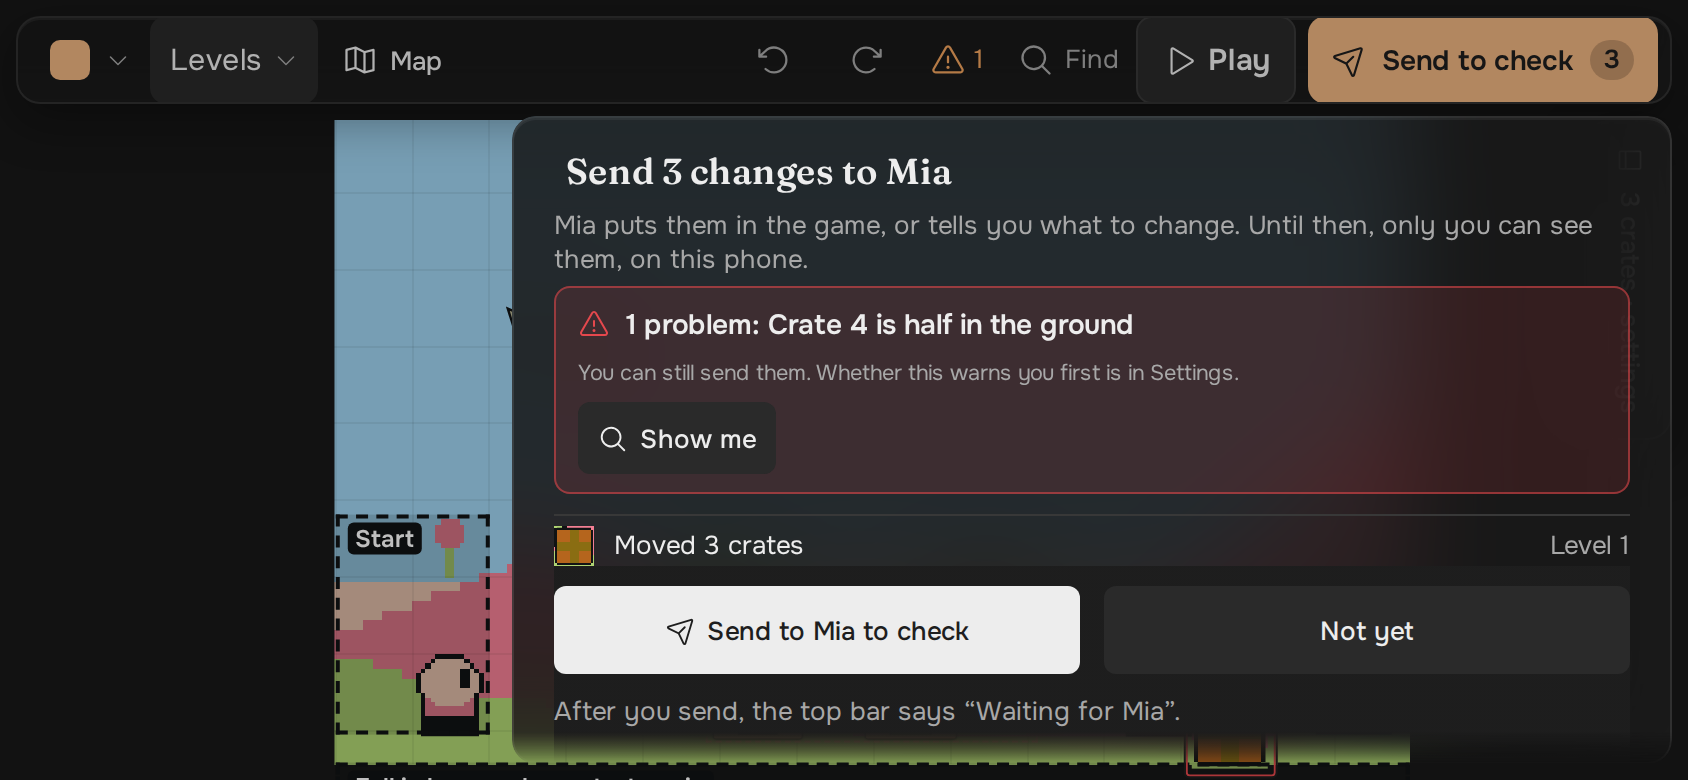 Levels
Map
1
Find
Play
Send to check 3
Send 3 changes to Mia
Mia puts them in the game, or tells you what to change. Until then, only you can see
them, on this phone.
3 crates settings
1 problem: Crate 4 is half in the ground
You can still send them. Whether this warns you first is in Settings.
Show me
Start
Moved 3 crates
Level 1
Send to Mia to check
Not yet
After you send, the top bar says “Waiting for Mia”.